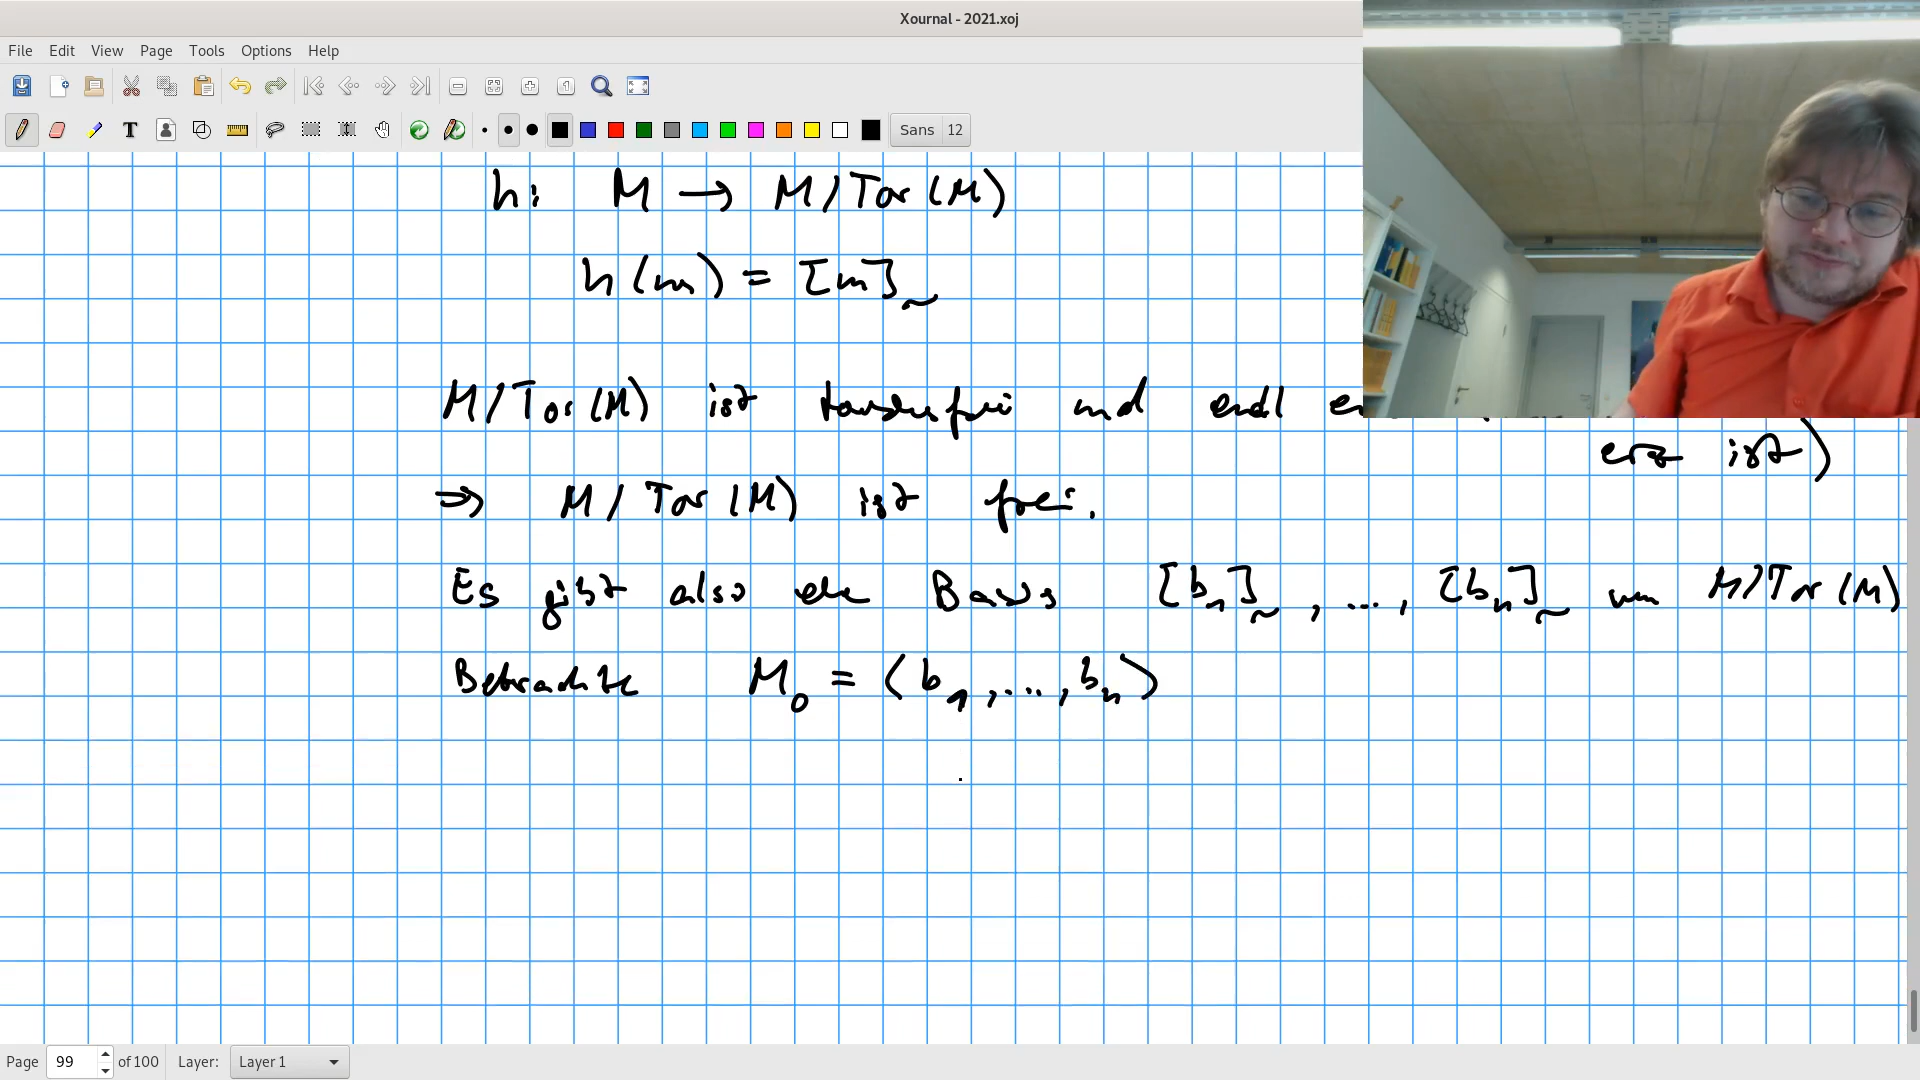 Xournal - 2021.xoj
File Edit View Page Tools Options Help
Sans 12
h: M → M/Tor(M)
h(m) = [m]~
M/Tor(M) ist torsionsfrei und endl
erz ist)
⇒ M/Tor(M) ist frei.
Es gibt also eine Basis [b₁]~, ..., [bₙ]~ von M/Tor(M)
Betrachte M₀ = ⟨b₁, ..., bₙ⟩
Page 99 of 100 Layer: Layer 1